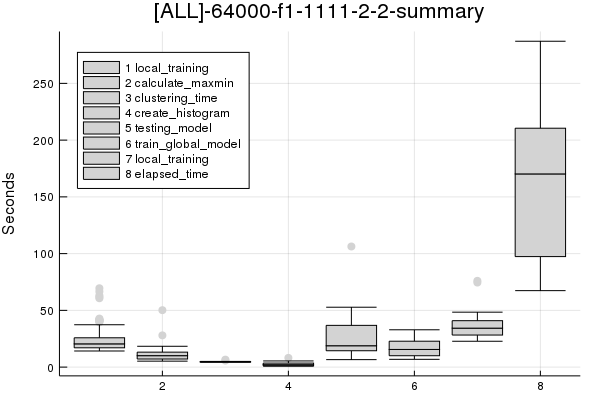 [ALL]-64000-f1-1111-2-2-summary
1 local_training
2 calculate_maxmin
3 clustering_time
4 create_histogram
5 testing_model
6 train_global_model
7 local_training
8 elapsed_time
Seconds
250
200
150
100
50
0
2 4 6 8